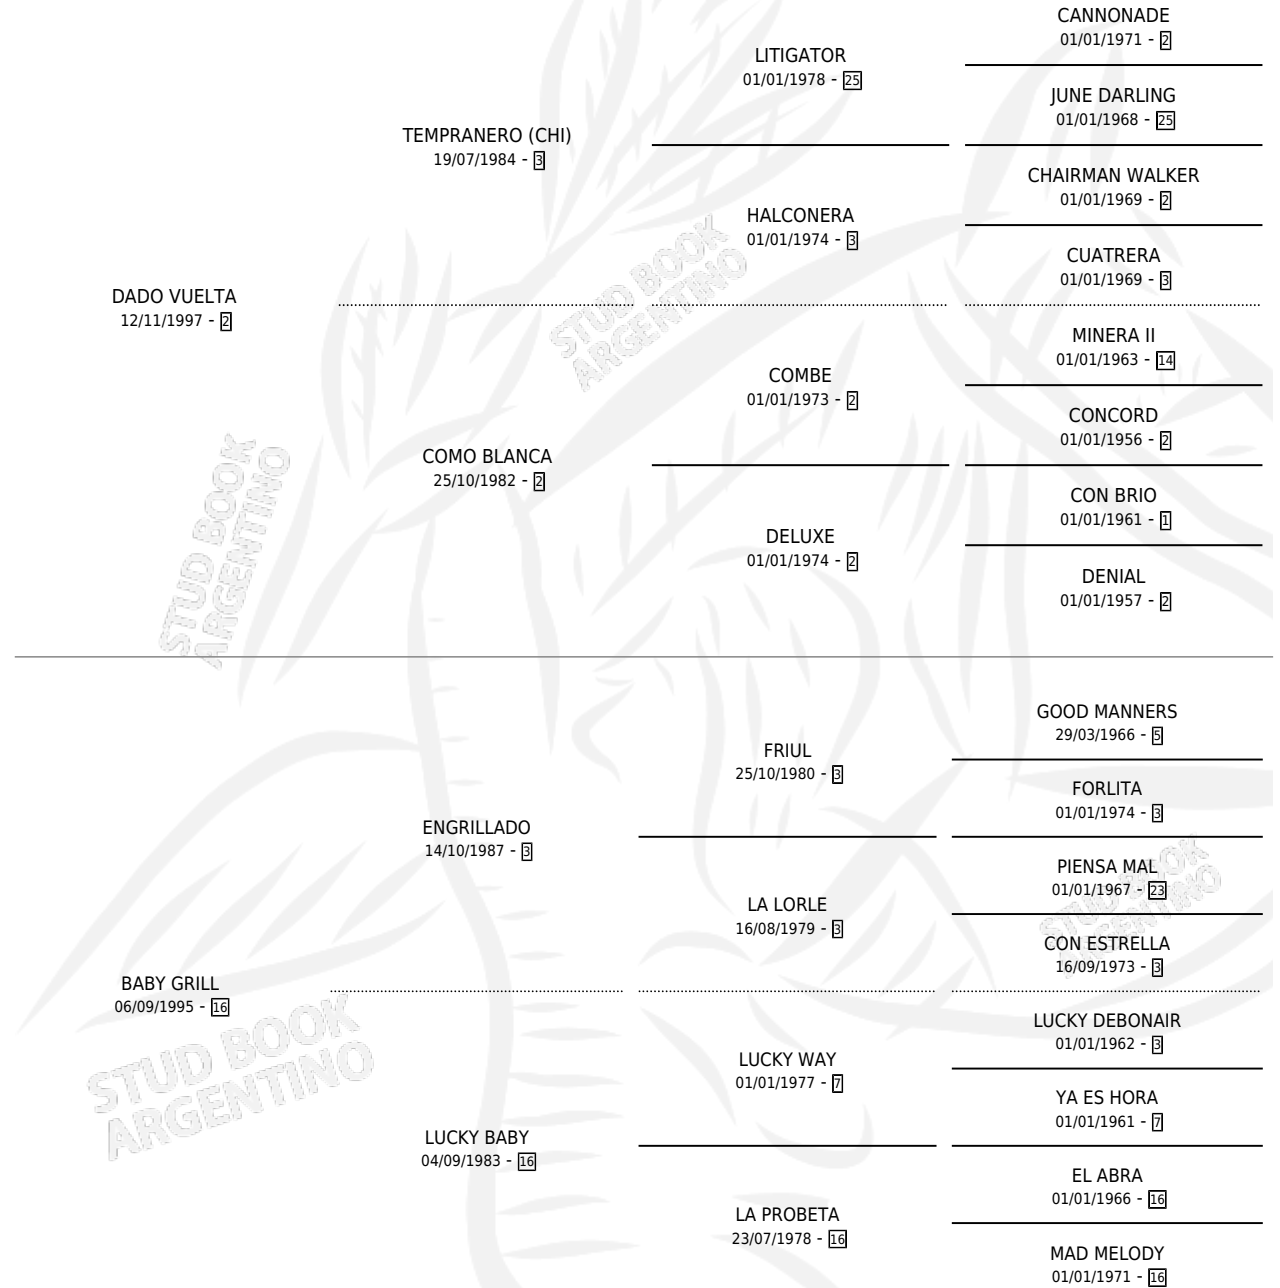 CANNONADE
01/01/1971 - 2
LITIGATOR
01/01/1978 - 25
JUNE DARLING
01/01/1968 - 25
TEMPRANERO (CHI)
19/07/1984 - 3
CHAIRMAN WALKER
01/01/1969 - 2
HALCONERA
01/01/1974 - 3
CUATRERA
01/01/1969 - 3
DADO VUELTA
12/11/1997 - 2
STUD BOOK
ARGENTINO
MINERA II
01/01/1963 - 14
COMBE
01/01/1973 - 2
CONCORD
01/01/1956 - 2
COMO BLANCA
25/10/1982 - 2
CON BRIO
01/01/1961 - 1
DELUXE
01/01/1974 - 2
DENIAL
01/01/1957 - 2
STUD BOOK
ARGENTINO
GOOD MANNERS
29/03/1966 - 5
FRIUL
25/10/1980 - 3
FORLITA
01/01/1974 - 3
ENGRILLADO
14/10/1987 - 3
PIENSA MAL
01/01/1967 - 23
LA LORLE
16/08/1979 - 3
CON ESTRELLA
16/09/1973 - 3
STUD BOOK
ARGENTINO
BABY GRILL
06/09/1995 - 16
LUCKY DEBONAIR
01/01/1962 - 3
LUCKY WAY
01/01/1977 - 7
YA ES HORA
01/01/1961 - 7
STUD BOOK
ARGENTINO
LUCKY BABY
04/09/1983 - 16
EL ABRA
01/01/1966 - 16
LA PROBETA
23/07/1978 - 16
MAD MELODY
01/01/1971 - 16